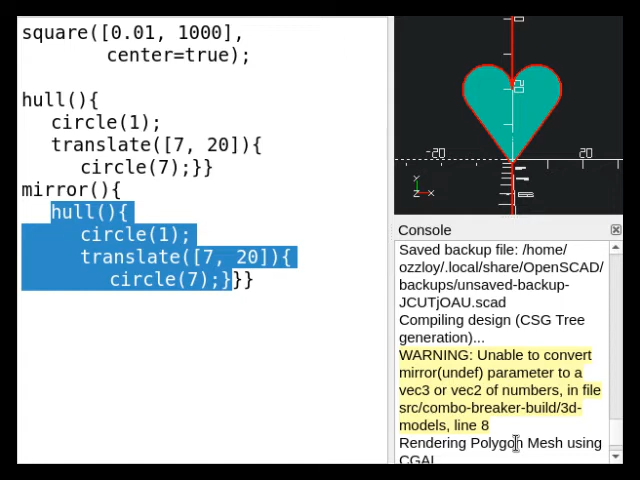 square([0.01, 1000],
center=true);
hull(){
circle(1);
translate([7, 20]){
circle(7);}}
mirror(){
hull(){
circle(1);
translate([7, 20]){
circle(7);}}}
-20
20
Z
X
Y
Console
Saved backup file: /home/
ozzloy/.local/share/OpenSCAD/
backups/unsaved-backup-
JCUTjOAU.scad
Compiling design (CSG Tree
generation)...
WARNING: Unable to convert
mirror(undef) parameter to a
vec3 or vec2 of numbers, in file
src/combo-breaker-build/3d-
models, line 8
Rendering Polygon Mesh using
CGAL